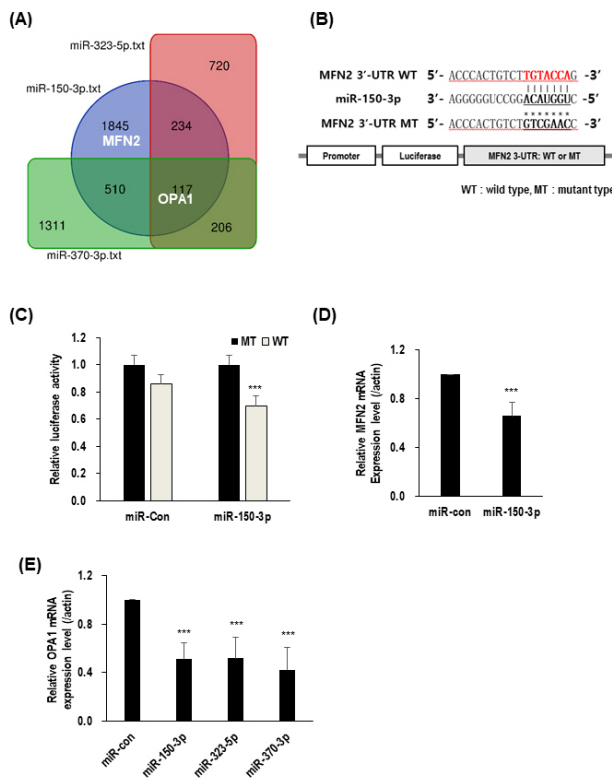 (A)
miR-323-5p.txt
720
miR-150-3p.txt
1845
234
MFN2
510
117
OPA1
1311
206
miR-370-3p.txt
(B)
MFN2 3’-UTR WT 5’- ACCCACTGTCTTGTACCAG -3’
miR-150-3p 3’- AGGGGGUCCGGACAUGGUC -5’
MFN2 3’-UTR MT 5’- ACCCACTGTCTGTCGAACC -3’
*******
Promoter Luciferase MFN2 3-UTR: WT or MT
WT : wild type, MT : mutant type
(C)
MT WT
Relative luciferase activity
1.2
1.0
0.8
0.6
0.4
0.2
0.0
***
miR-Con miR-150-3p
(D)
Relative MFN2 mRNA
Expression level (/actin)
1.2
0.8
0.4
0.0
***
miR-con miR-150-3p
(E)
Relative OPA1 mRNA
expression level (/actin)
1.2
0.8
0.4
0.0
***
***
***
miR-con
miR-150-3p
miR-323-5p
miR-370-3p